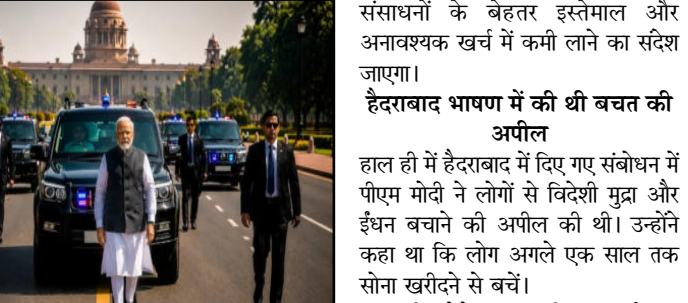 संसाधनों के बेहतर इस्तेमाल और
अनावश्यक खर्च में कमी लाने का संदेश
जाएगा।
हैदराबाद भाषण में की थी बचत की
अपील
हाल ही में हैदराबाद में दिए गए संबोधन में
पीएम मोदी ने लोगों से विदेशी मुद्रा और
ईंधन बचाने की अपील की थी। उन्होंने
कहा था कि लोग अगले एक साल तक
सोना खरीदने से बचें।